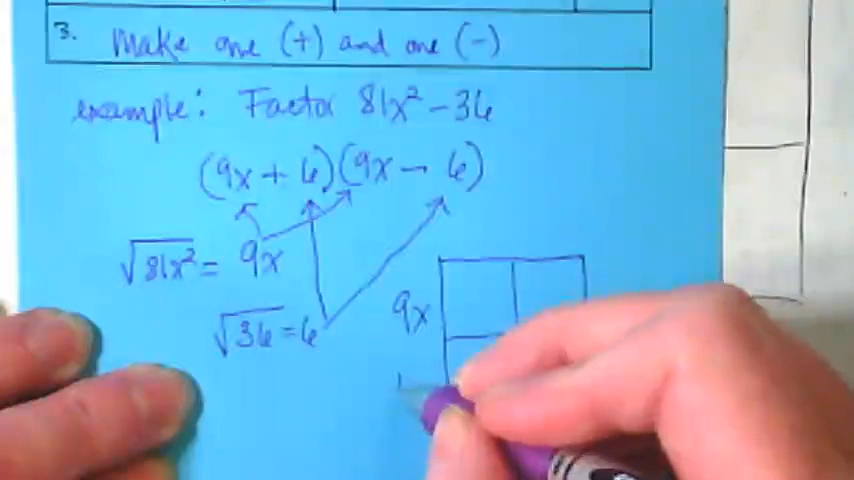 3. Make one (+) and one (-)
example: Factor 81x² - 36
(9x + 6)(9x - 6)
√81x² = 9x
√36 = 6
9x